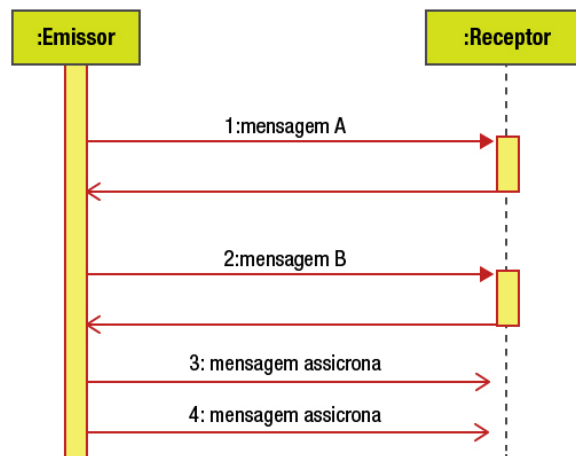 :Emissor
:Receptor
1:mensagem A
2:mensagem B
3: mensagem assicrona
4: mensagem assicrona